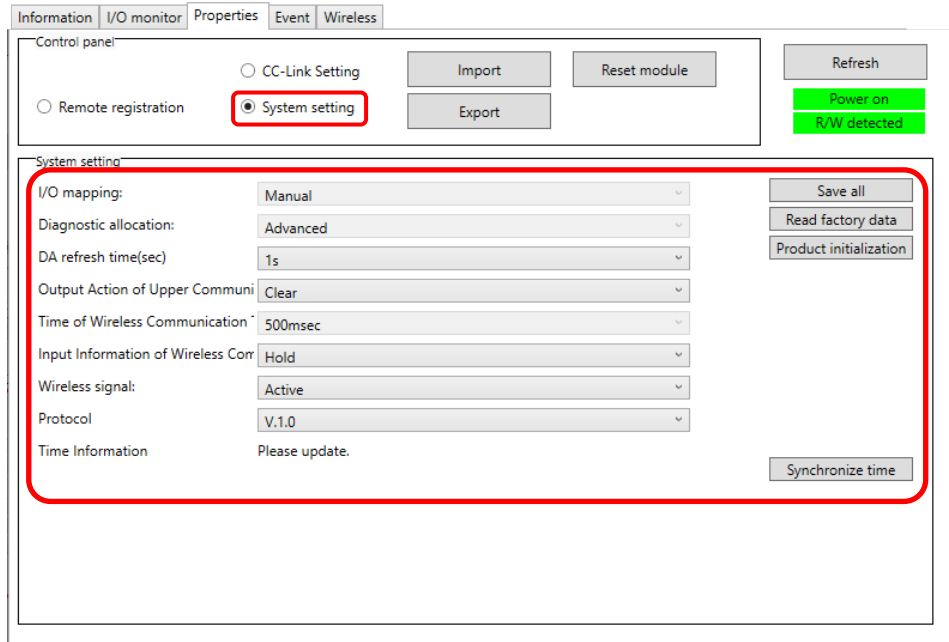 Information I/O monitor Properties Event Wireless
Control panel
CC-Link Setting Import Reset module Refresh
Remote registration System setting Export Power on
R/W detected
System setting
I/O mapping: Manual Save all
Diagnostic allocation: Advanced Read factory data
DA refresh time(sec) 1s Product initialization
Output Action of Upper Communi Clear
Time of Wireless Communication 500msec
Input Information of Wireless Com Hold
Wireless signal: Active
Protocol V.1.0
Time Information Please update.
Synchronize time